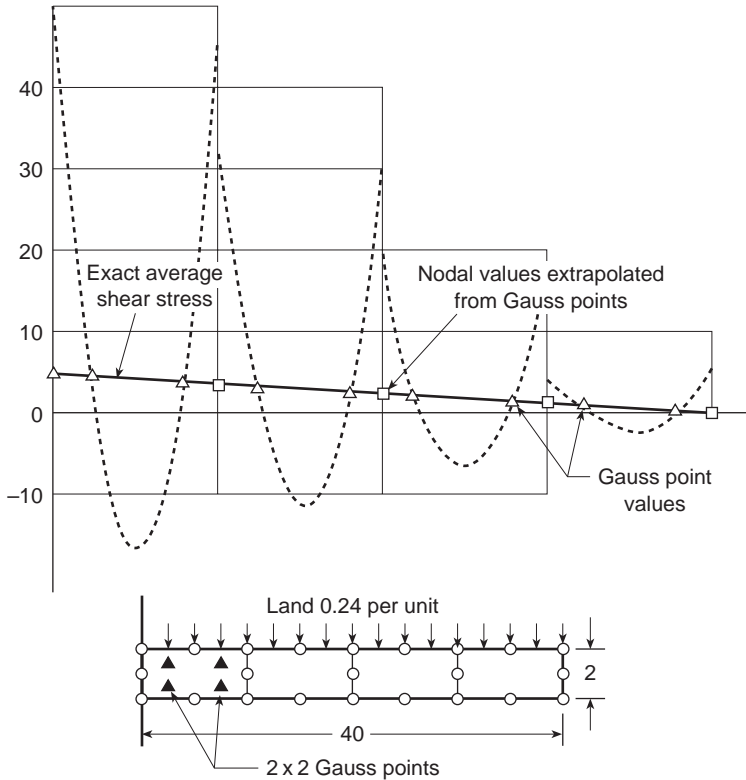 40
30
20
10
0
–10
Exact average
shear stress
Nodal values extrapolated
from Gauss points
Gauss point
values
Land 0.24 per unit
2
40
2 x 2 Gauss points